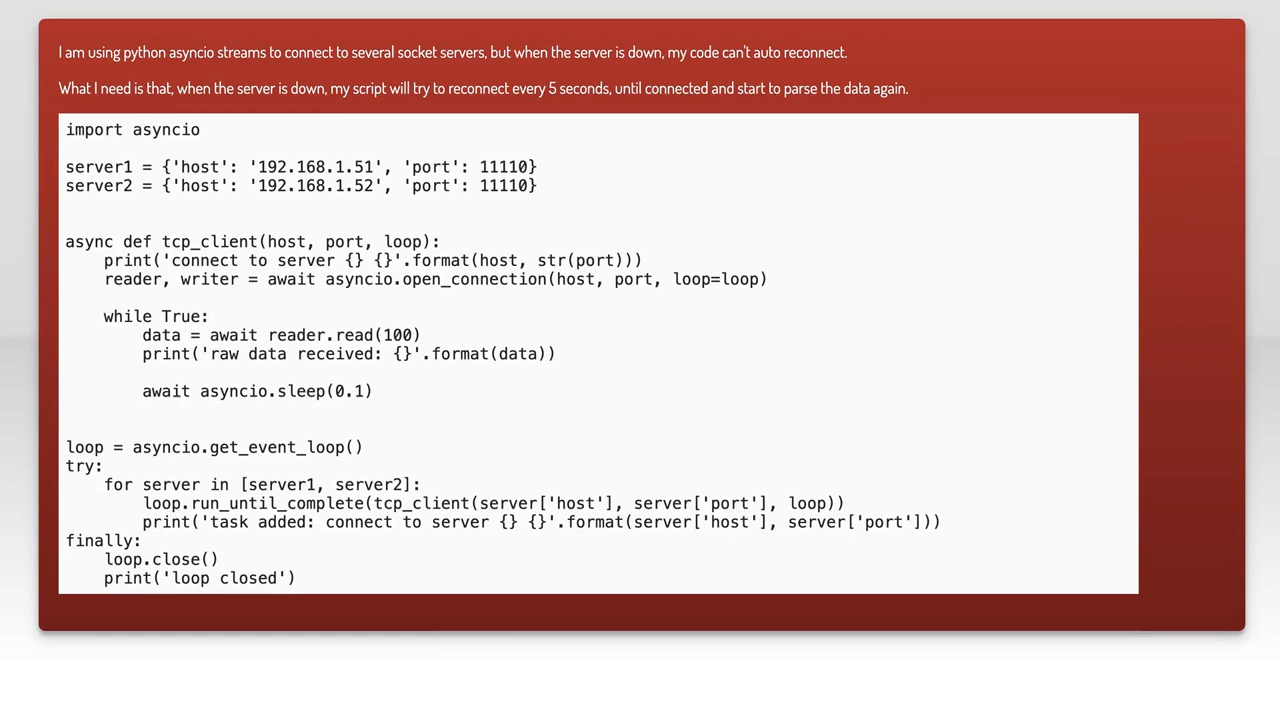 I am using python asyncio streams to connect to several socket servers, but when the server is down, my code can't auto reconnect.
What I need is that, when the server is down, my script will try to reconnect every 5 seconds, until connected and start to parse the data again.
import asyncio
server1 = {'host': '192.168.1.51', 'port': 11110}
server2 = {'host': '192.168.1.52', 'port': 11110}
async def tcp_client(host, port, loop):
    print('connect to server {} {}'.format(host, str(port)))
    reader, writer = await asyncio.open_connection(host, port, loop=loop)
    while True:
        data = await reader.read(100)
        print('raw data received: {}'.format(data))
        await asyncio.sleep(0.1)
loop = asyncio.get_event_loop()
try:
    for server in [server1, server2]:
        loop.run_until_complete(tcp_client(server['host'], server['port'], loop))
        print('task added: connect to server {} {}'.format(server['host'], server['port']))
finally:
    loop.close()
    print('loop closed')